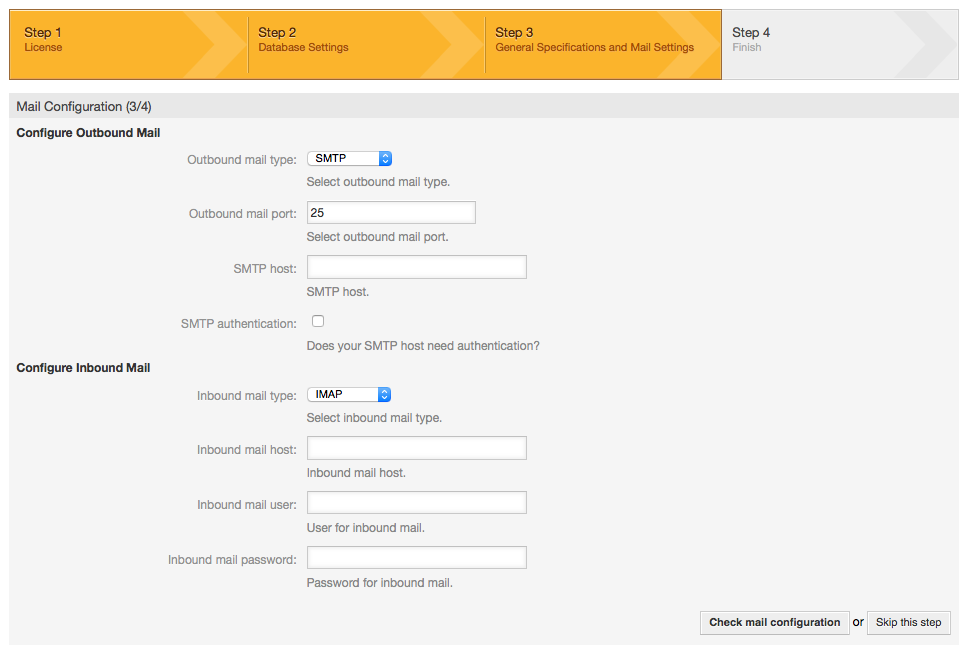 Step 1
License
Step 2
Database Settings
Step 3
General Specifications and Mail Settings
Step 4
Finish
Mail Configuration (3/4)
Configure Outbound Mail
Outbound mail type: SMTP
Select outbound mail type.
Outbound mail port: 25
Select outbound mail port.
SMTP host:
SMTP host.
SMTP authentication:
Does your SMTP host need authentication?
Configure Inbound Mail
Inbound mail type: IMAP
Select inbound mail type.
Inbound mail host:
Inbound mail host.
Inbound mail user:
User for inbound mail.
Inbound mail password:
Password for inbound mail.
Check mail configuration or Skip this step